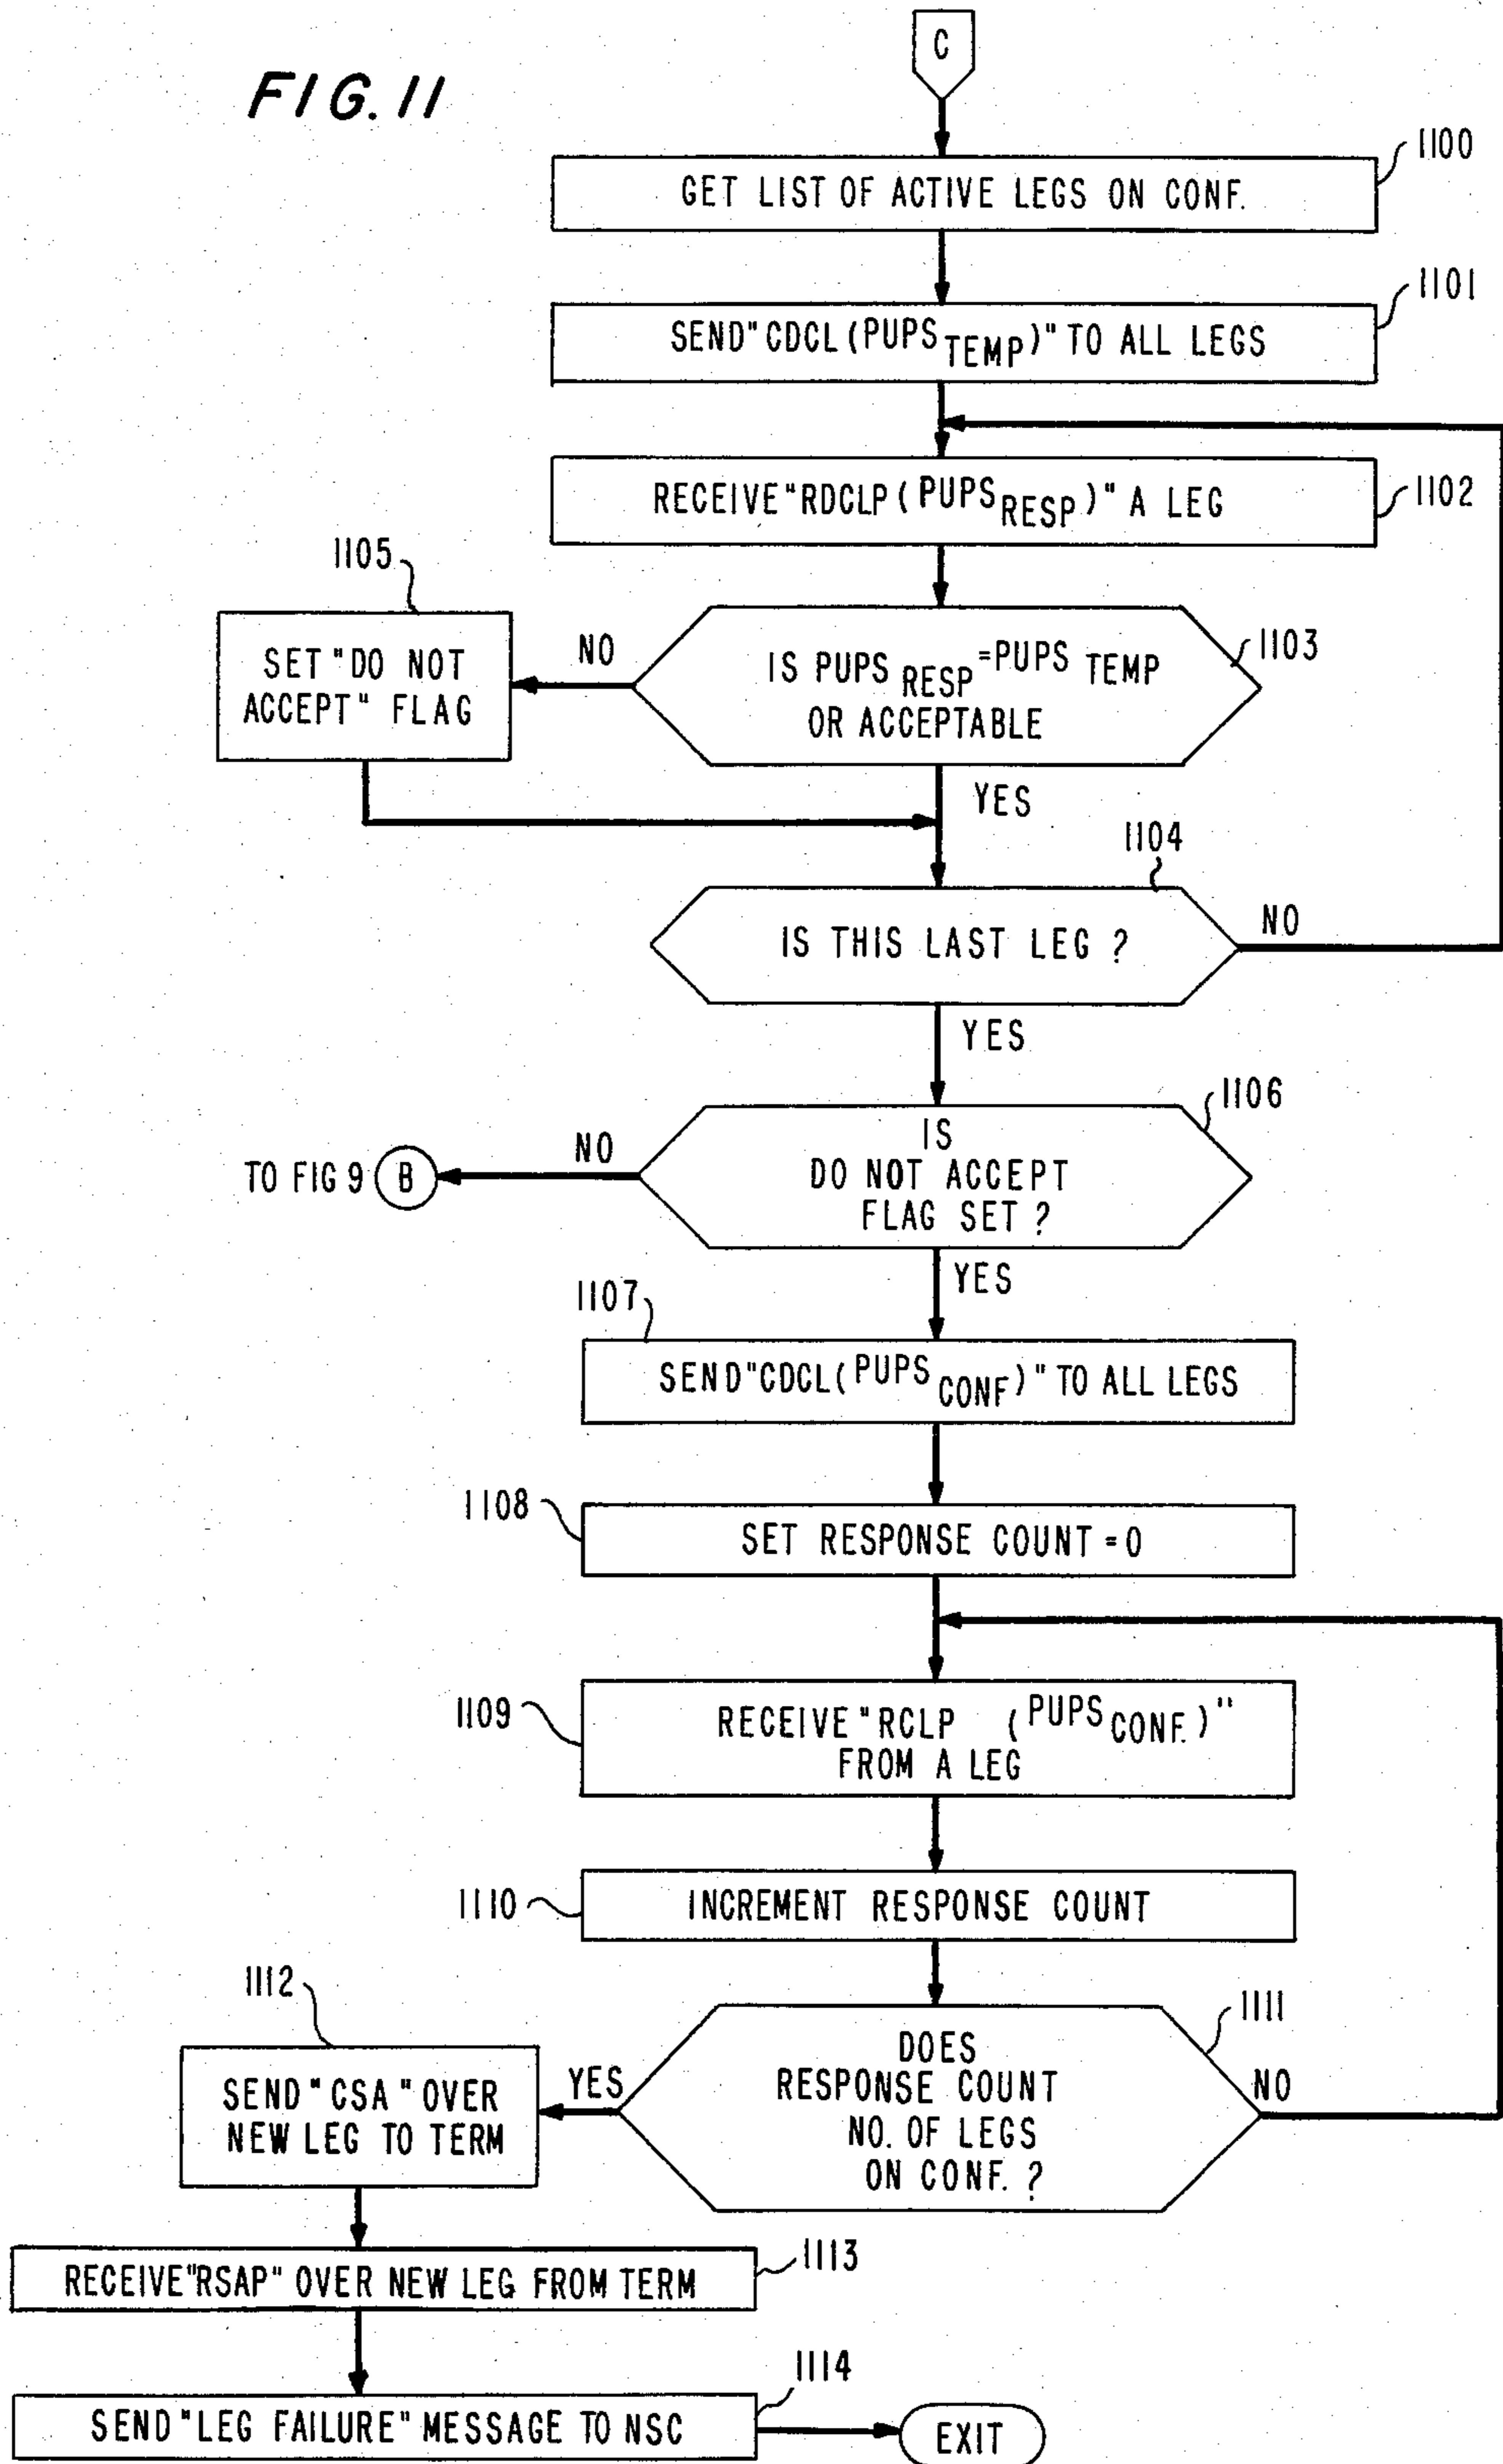 FIG. 11
C
1100
GET LIST OF ACTIVE LEGS ON CONF.
1101
SEND "CDCL (PUPS TEMP)" TO ALL LEGS
1102
RECEIVE "RDCLP (PUPS RESP)" A LEG
1105
SET "DO NOT
ACCEPT" FLAG
NO
1103
IS PUPS RESP = PUPS TEMP
OR ACCEPTABLE
YES
1104
IS THIS LAST LEG ?
NO
YES
1106
TO FIG 9 B
NO
IS
DO NOT ACCEPT
FLAG SET ?
YES
1107
SEND "CDCL (PUPS CONF)" TO ALL LEGS
1108
SET RESPONSE COUNT = 0
1109
RECEIVE "RCLP (PUPS CONF.)"
FROM A LEG
1110
INCREMENT RESPONSE COUNT
1112
SEND "CSA" OVER
NEW LEG TO TERM
YES
1111
DOES
RESPONSE COUNT
NO. OF LEGS
ON CONF. ?
NO
1113
RECEIVE "RSAP" OVER NEW LEG FROM TERM
1114
SEND "LEG FAILURE" MESSAGE TO NSC
EXIT